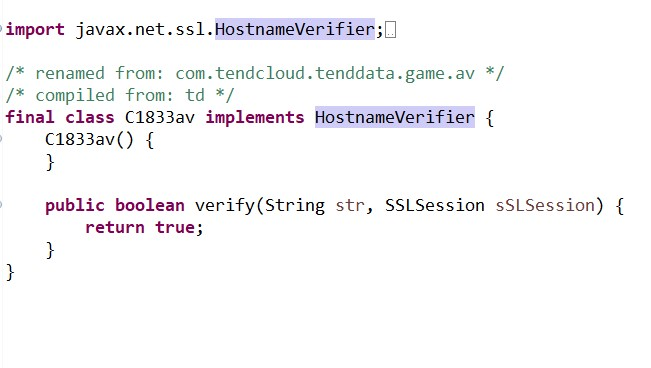 import javax.net.ssl.HostnameVerifier;
/* renamed from: com.tendcloud.tenddata.game.av */
/* compiled from: td */
final class C1833av implements HostnameVerifier {
    C1833av() {
    }
    public boolean verify(String str, SSLSession sSLSession) {
        return true;
    }
}